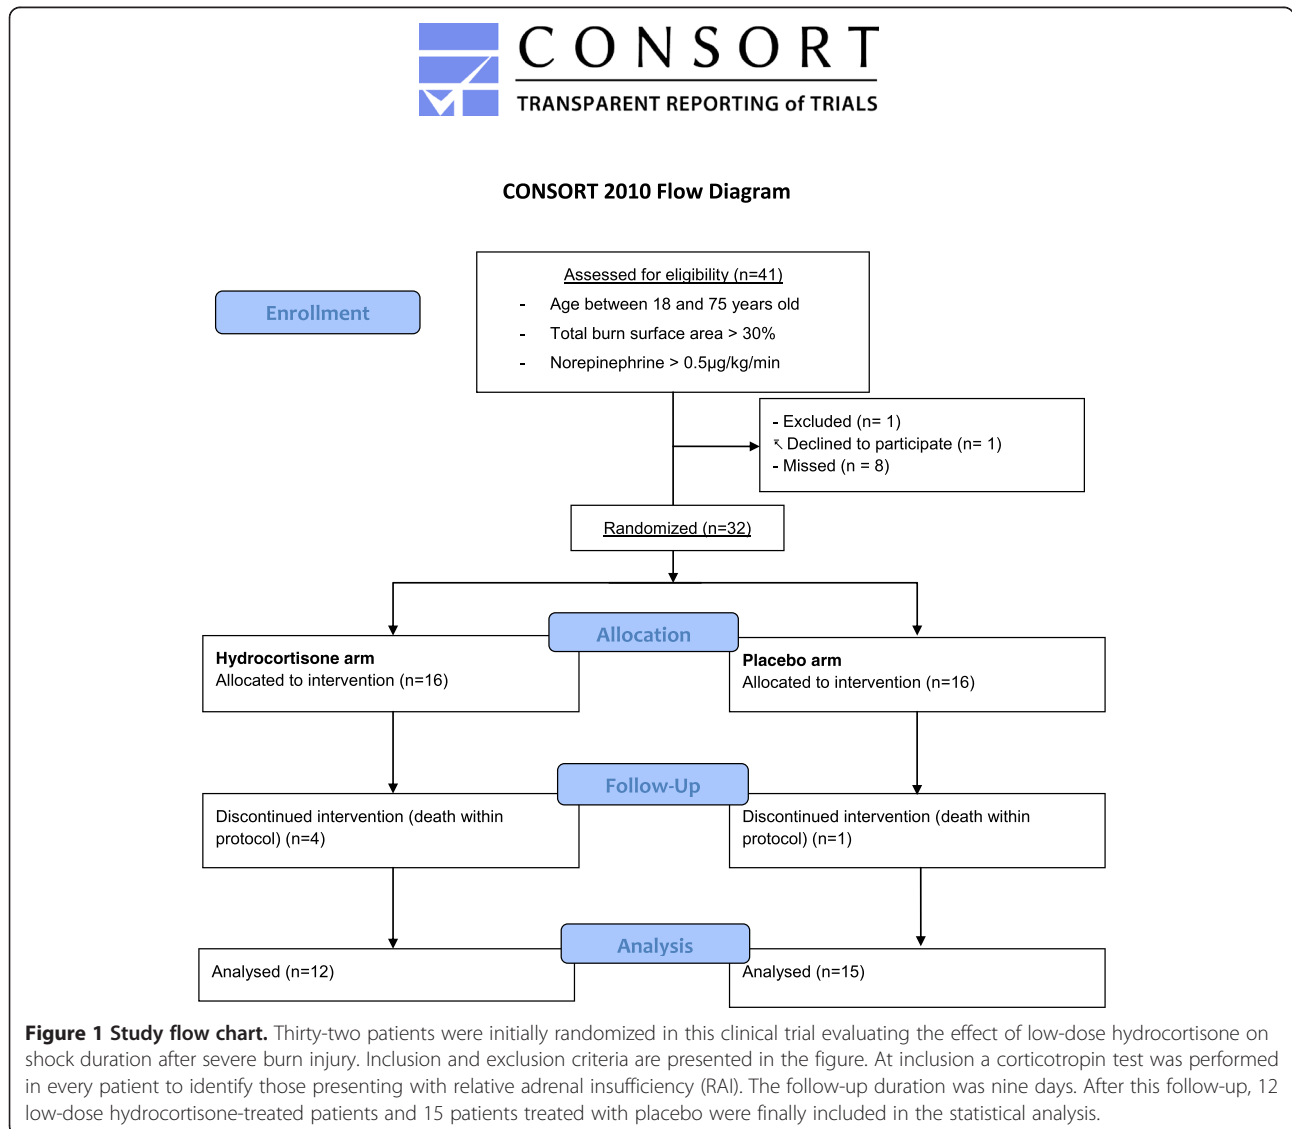 CONSORT
TRANSPARENT REPORTING of TRIALS
CONSORT 2010 Flow Diagram
Enrollment
Assessed for eligibility (n=41)
- Age between 18 and 75 years old
- Total burn surface area > 30%
- Norepinephrine > 0.5µg/kg/min
- Excluded (n= 1)
↖ Declined to participate (n= 1)
- Missed (n = 8)
Randomized (n=32)
Allocation
Hydrocortisone arm
Allocated to intervention (n=16)
Placebo arm
Allocated to intervention (n=16)
Follow-Up
Discontinued intervention (death within
protocol) (n=4)
Discontinued intervention (death within
protocol) (n=1)
Analysis
Analysed (n=12)
Analysed (n=15)
Figure 1 Study flow chart. Thirty-two patients were initially randomized in this clinical trial evaluating the effect of low-dose hydrocortisone on
shock duration after severe burn injury. Inclusion and exclusion criteria are presented in the figure. At inclusion a corticotropin test was performed
in every patient to identify those presenting with relative adrenal insufficiency (RAI). The follow-up duration was nine days. After this follow-up, 12
low-dose hydrocortisone-treated patients and 15 patients treated with placebo were finally included in the statistical analysis.